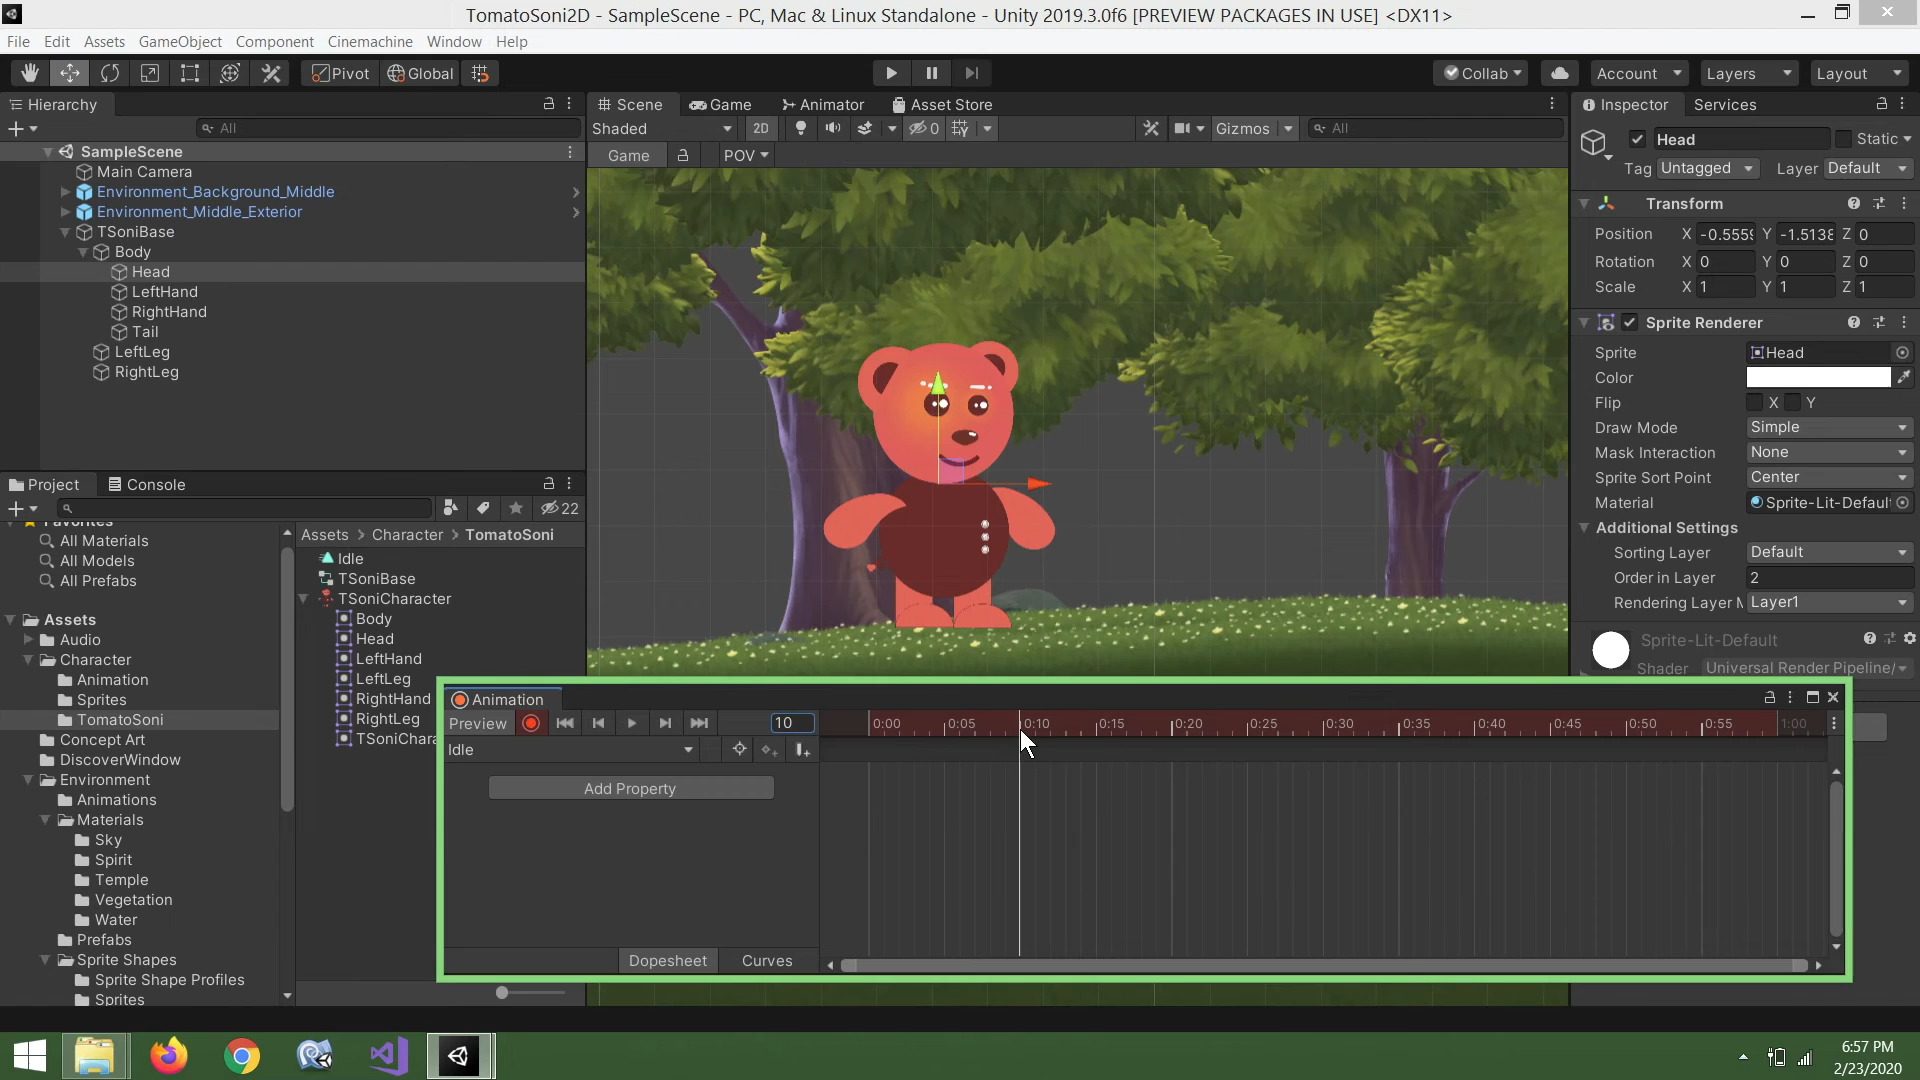 TomatoSoni2D - SampleScene - PC, Mac & Linux Standalone - Unity 2019.3.0f6 [PREVIEW PACKAGES IN USE] <DX11>
File Edit Assets GameObject Component Cinemachine Window Help
Pivot Global Collab Account Layers Layout
Hierarchy
All
SampleScene
Main Camera
Environment_Background_Middle
Environment_Middle_Exterior
TSoniBase
Body
Head
LeftHand
RightHand
Tail
LeftLeg
RightLeg
Scene Game Animator Asset Store
Shaded 2D 0 Gizmos All
Game POV
Inspector Services
Head Static
Tag Untagged Layer Default
Transform
Position X -0.555 Y -1.5138 Z 0
Rotation X 0 Y 0 Z 0
Scale X 1 Y 1 Z 1
Sprite Renderer
Sprite Head
Color
Flip X Y
Draw Mode Simple
Mask Interaction None
Sprite Sort Point Center
Material Sprite-Lit-Defaul
Additional Settings
Sorting Layer Default
Order in Layer 2
Rendering Layer M Layer1
Sprite-Lit-Default
Shader Universal Render Pipeline/
Project Console
22
Favorites
All Materials
All Models
All Prefabs
Assets
Audio
Character
Animation
Sprites
TomatoSoni
Concept Art
DiscoverWindow
Environment
Animations
Materials
Sky
Spirit
Temple
Vegetation
Water
Prefabs
Sprite Shapes
Sprite Shape Profiles
Sprites
Assets > Character > TomatoSoni
Idle
TSoniBase
TSoniCharacter
Body
Head
LeftHand
LeftLeg
RightHand
RightLeg
TSoniChara
Animation
Preview 10 0:00 0:05 0:10 0:15 0:20 0:25 0:30 0:35 0:40 0:45 0:50 0:55 1:00
Idle
Add Property
Dopesheet Curves
6:57 PM
2/23/2020